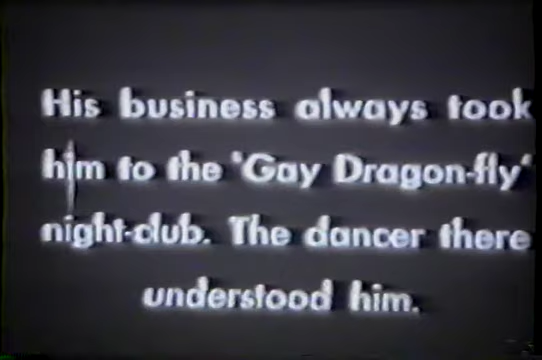 His business always took
him to the 'Gay Dragon-fly'
night-club. The dancer there
understood him.